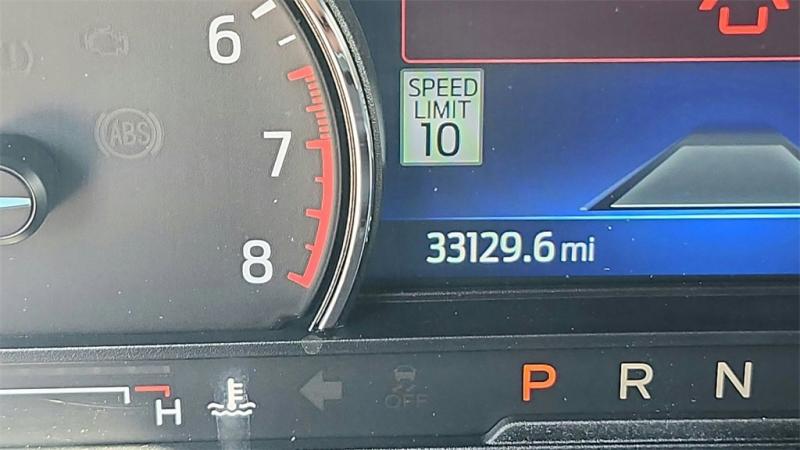 6
7
8
ABS
SPEED
LIMIT
10
33129.6 mi
H
OFF
P R N